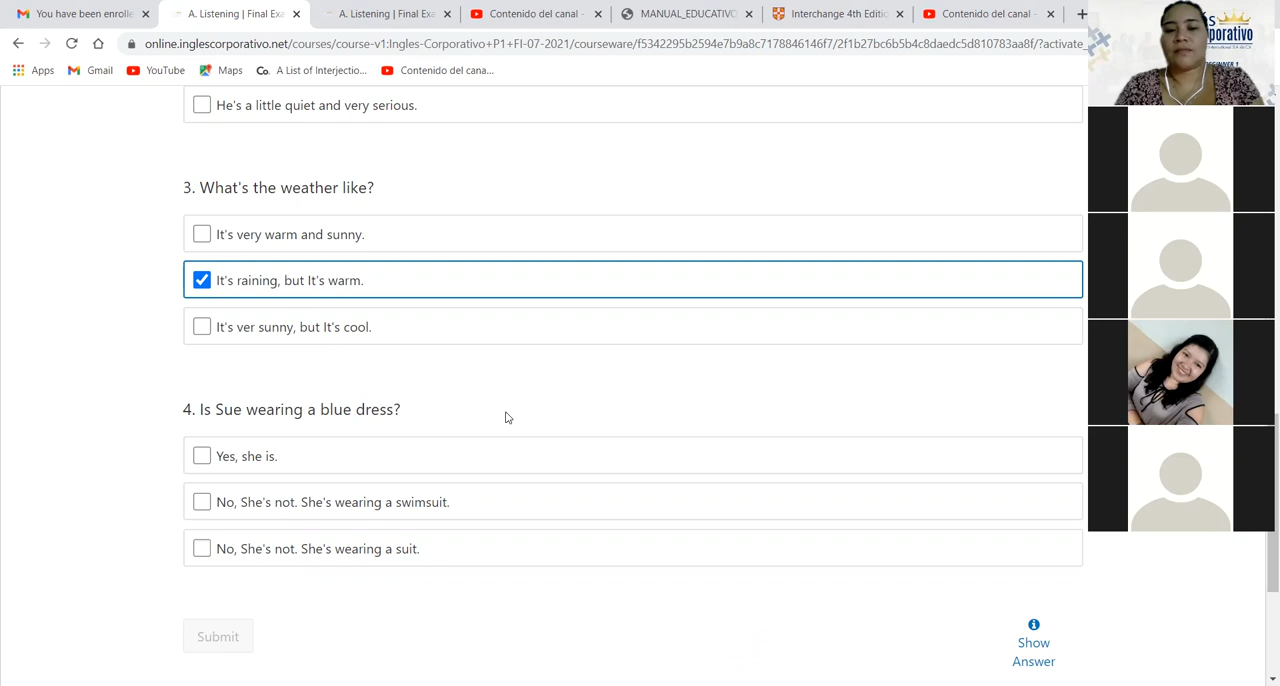 You have been enrolle
A. Listening | Final Exa
A. Listening | Final Exa
Contenido del canal -
MANUAL_EDUCATIVO
Interchange 4th Editio
Contenido del canal -
online.inglescorporativo.net/courses/course-v1:Ingles-Corporativo+P1+FI-07-2021/courseware/f5342295b2594e7b9a8c7178846146f7/2f1b27bc6b5b4c8daedc5d810783aa8f/?activate_
Apps
Gmail
YouTube
Maps
Co. A List of Interjectio...
Contenido del cana...
He's a little quiet and very serious.
3. What's the weather like?
It's very warm and sunny.
It's raining, but It's warm.
It's ver sunny, but It's cool.
4. Is Sue wearing a blue dress?
Yes, she is.
No, She's not. She's wearing a swimsuit.
No, She's not. She's wearing a suit.
Submit
Show
Answer